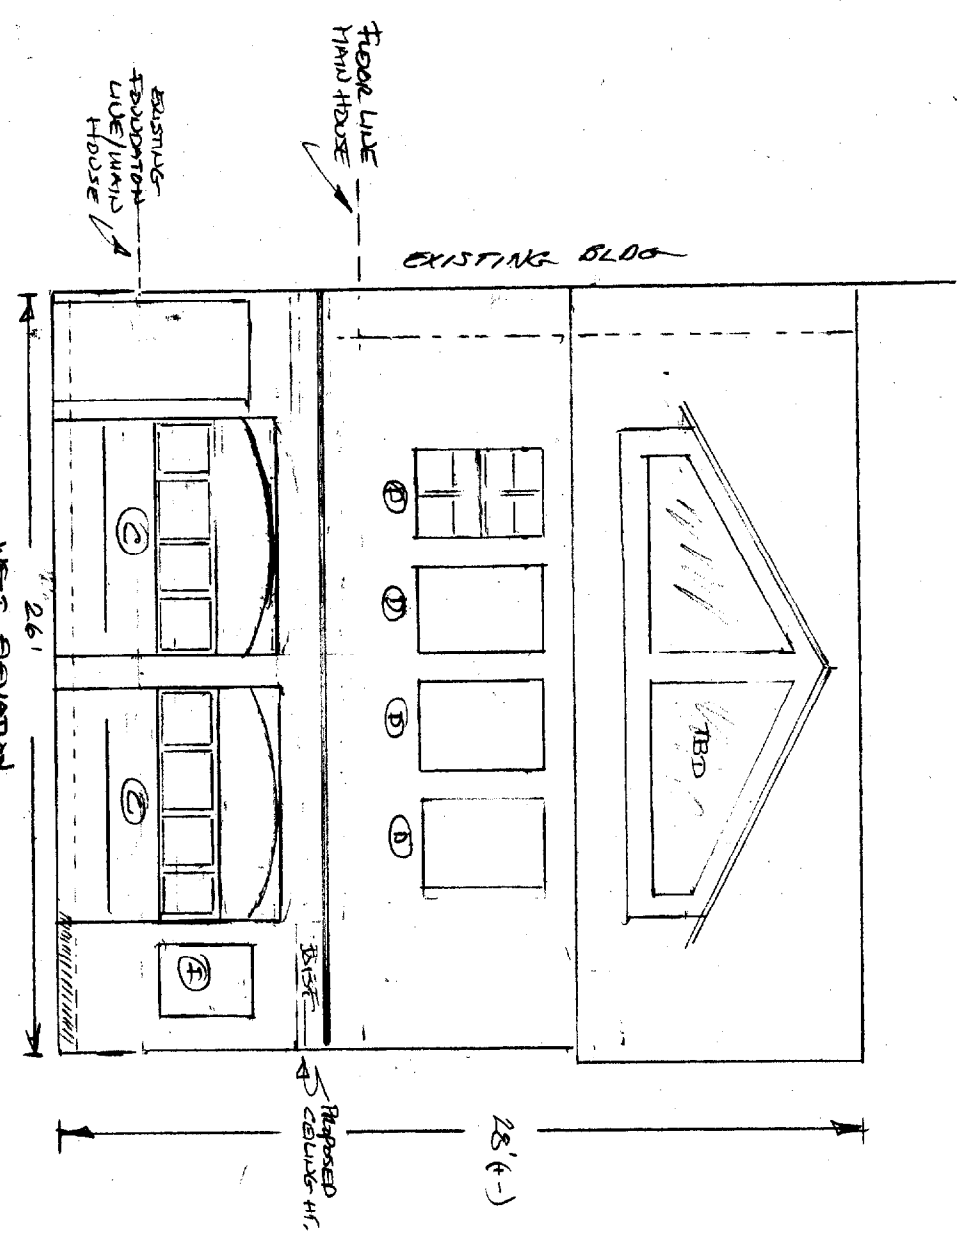 FLOOR LINE
MAIN HOUSE
EXISTING
FOUNDATION
LINE/MAIN
HOUSE
EXISTING BLDG
TBD
D
D
D
D
C
C
I
PROPOSED
CEILING HT.
28'(+-)
26'